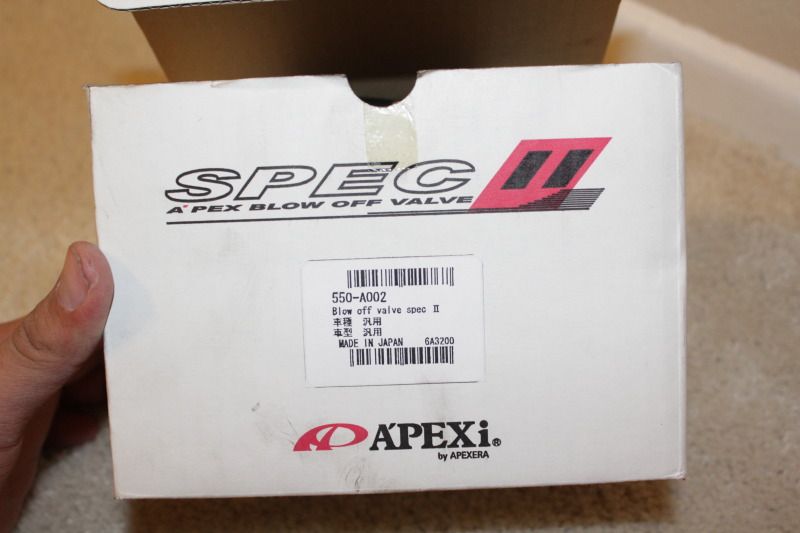 SPEC II
A'PEX BLOW OFF VALVE
550-A002
Blow off valve spec Ⅱ
車種 汎用
車型 汎用
MADE IN JAPAN 6A3200
A'PEXi®
by APEXERA